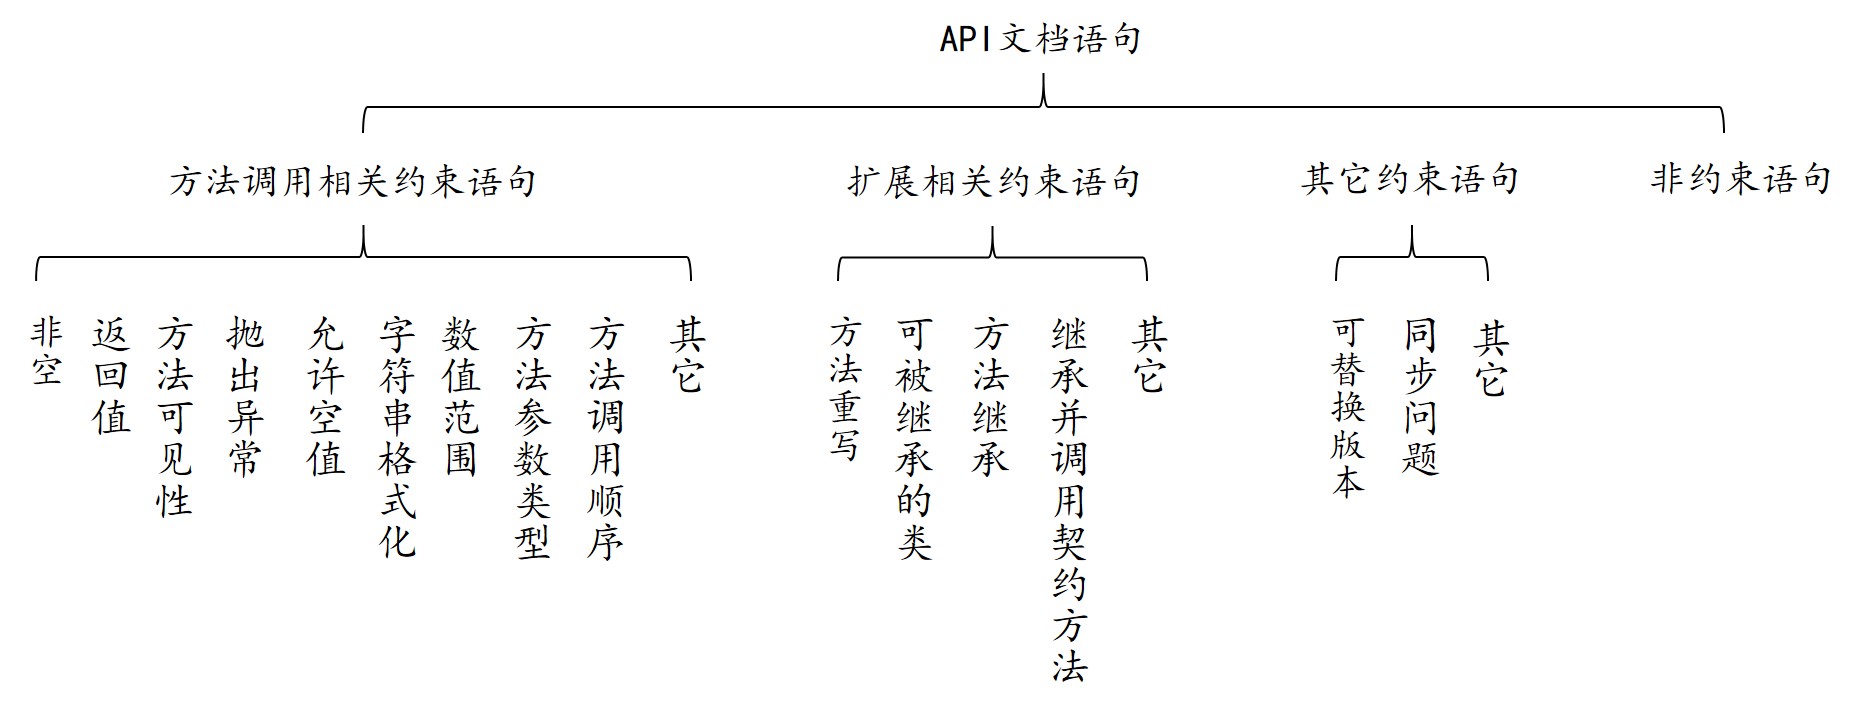 API文档语句
方法调用相关约束语句
扩展相关约束语句
其它约束语句
非约束语句
非空
返回值
方法可见性
抛出异常
允许空值
字符串格式化
数值范围
方法参数类型
方法调用顺序
其它
方法重写
可被继承的类
方法继承
继承并调用契约方法
其它
可替换版本
同步问题
其它